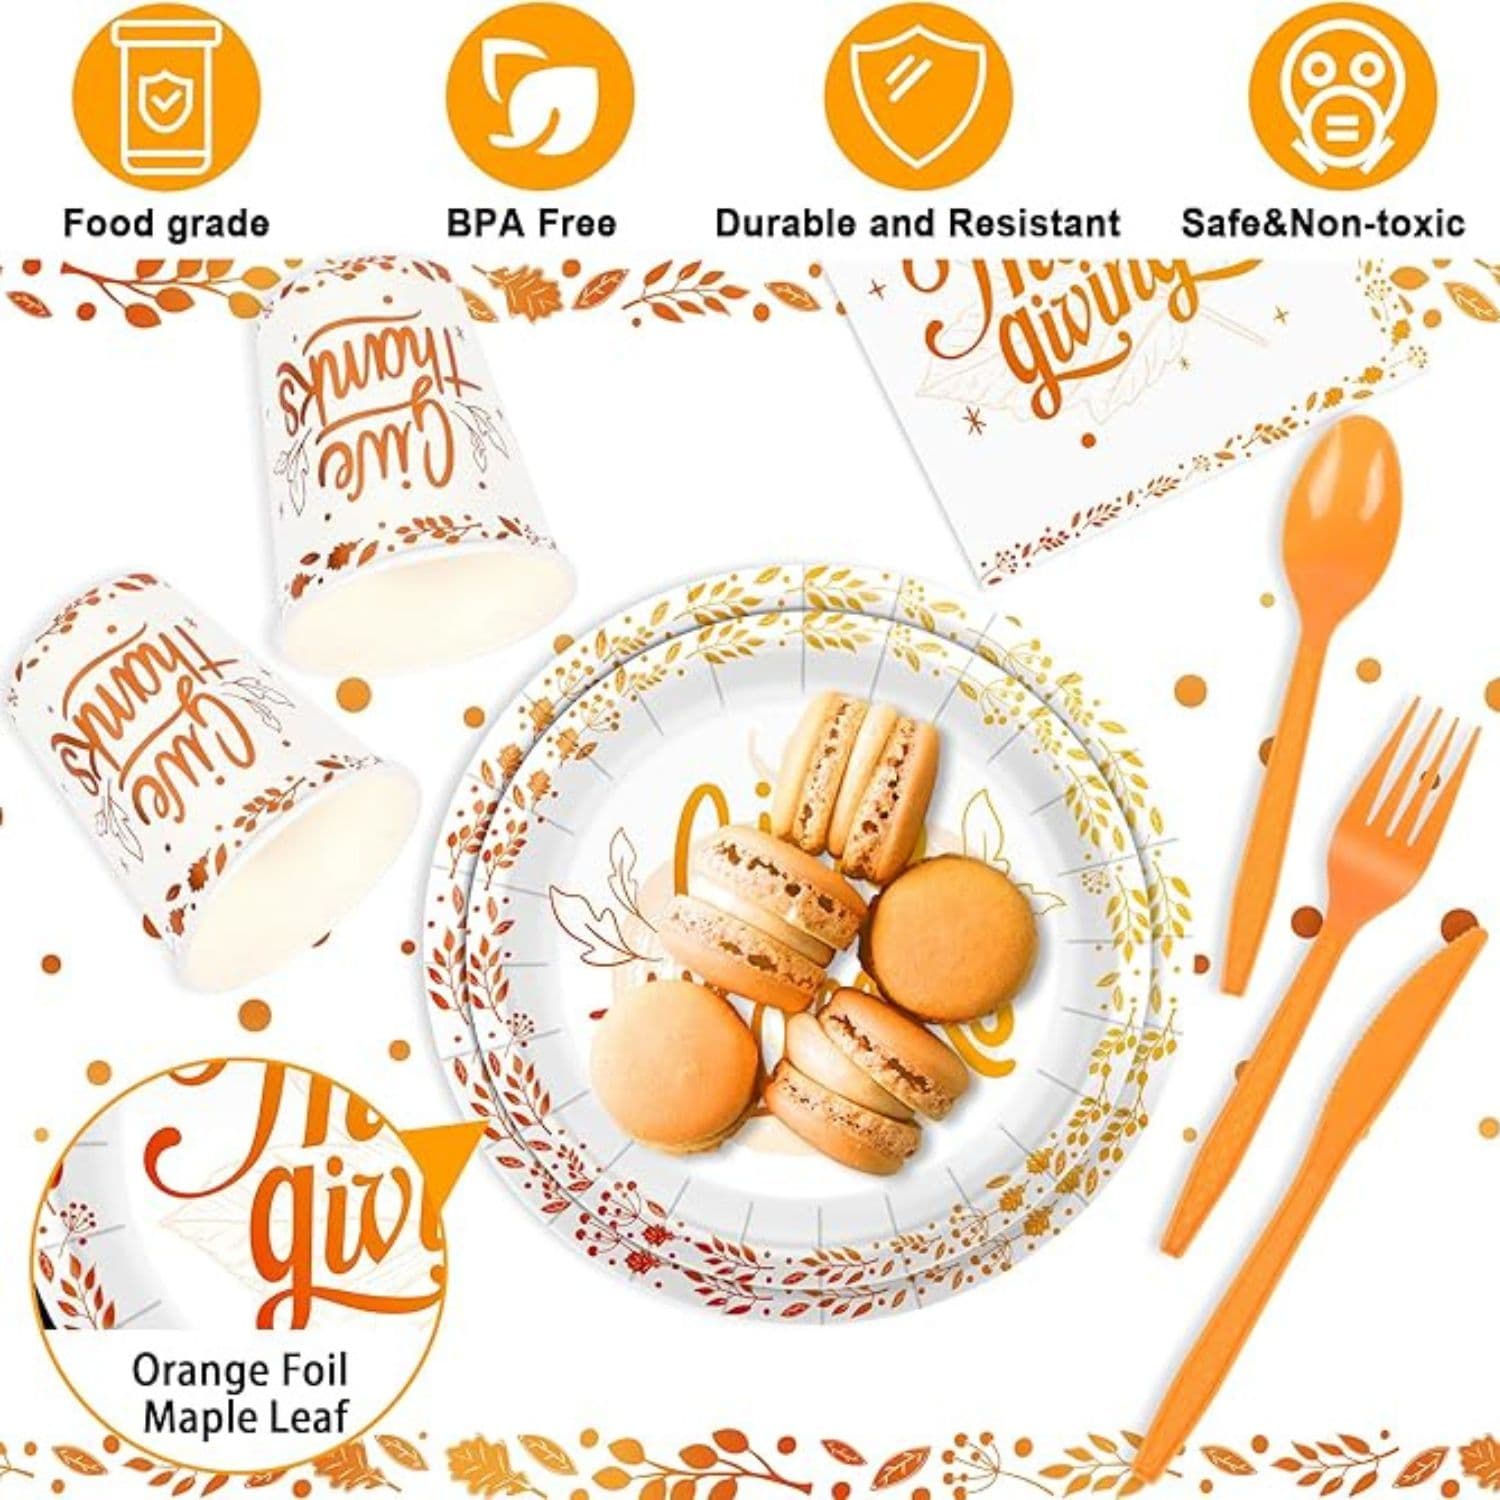 Food grade
BPA Free
Durable and Resistant
Safe&Non-toxic
Give
thanks
giving
Give
thanks
Orange Foil
Maple Leaf